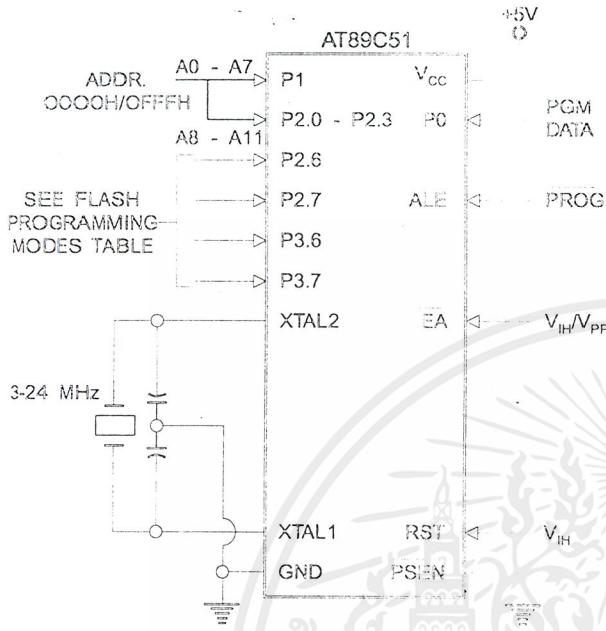 +5V
AT89C51
A0 - A7
ADDR.
0000H/0FFFH
P1
VCC
P2.0 - P2.3
P0
PGM
DATA
A8 - A11
P2.6
SEE FLASH
PROGRAMMING
MODES TABLE
P2.7
ALE
PROG
P3.6
P3.7
XTAL2
EA
VIH/VPP
3-24 MHz
XTAL1
RST
VIH
GND
PSEN